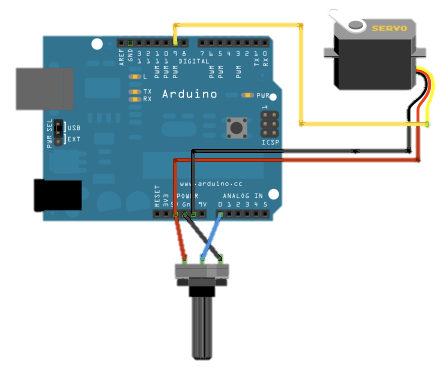 SERVO
AREF
GND
13
12
11
10
9
8
7
6
5
4
3
2
1
0
PWM
PWM
PWM
PWM
PWM
PWM
DIGITAL
TX
RX
L
TX
RX
Arduino
PWR
1
ICSP
PWR SEL
USB
EXT
www.arduino.cc
POWER
ANALOG IN
RESET
3V3
5V Gnd 9V 0 1 2 3 4 5